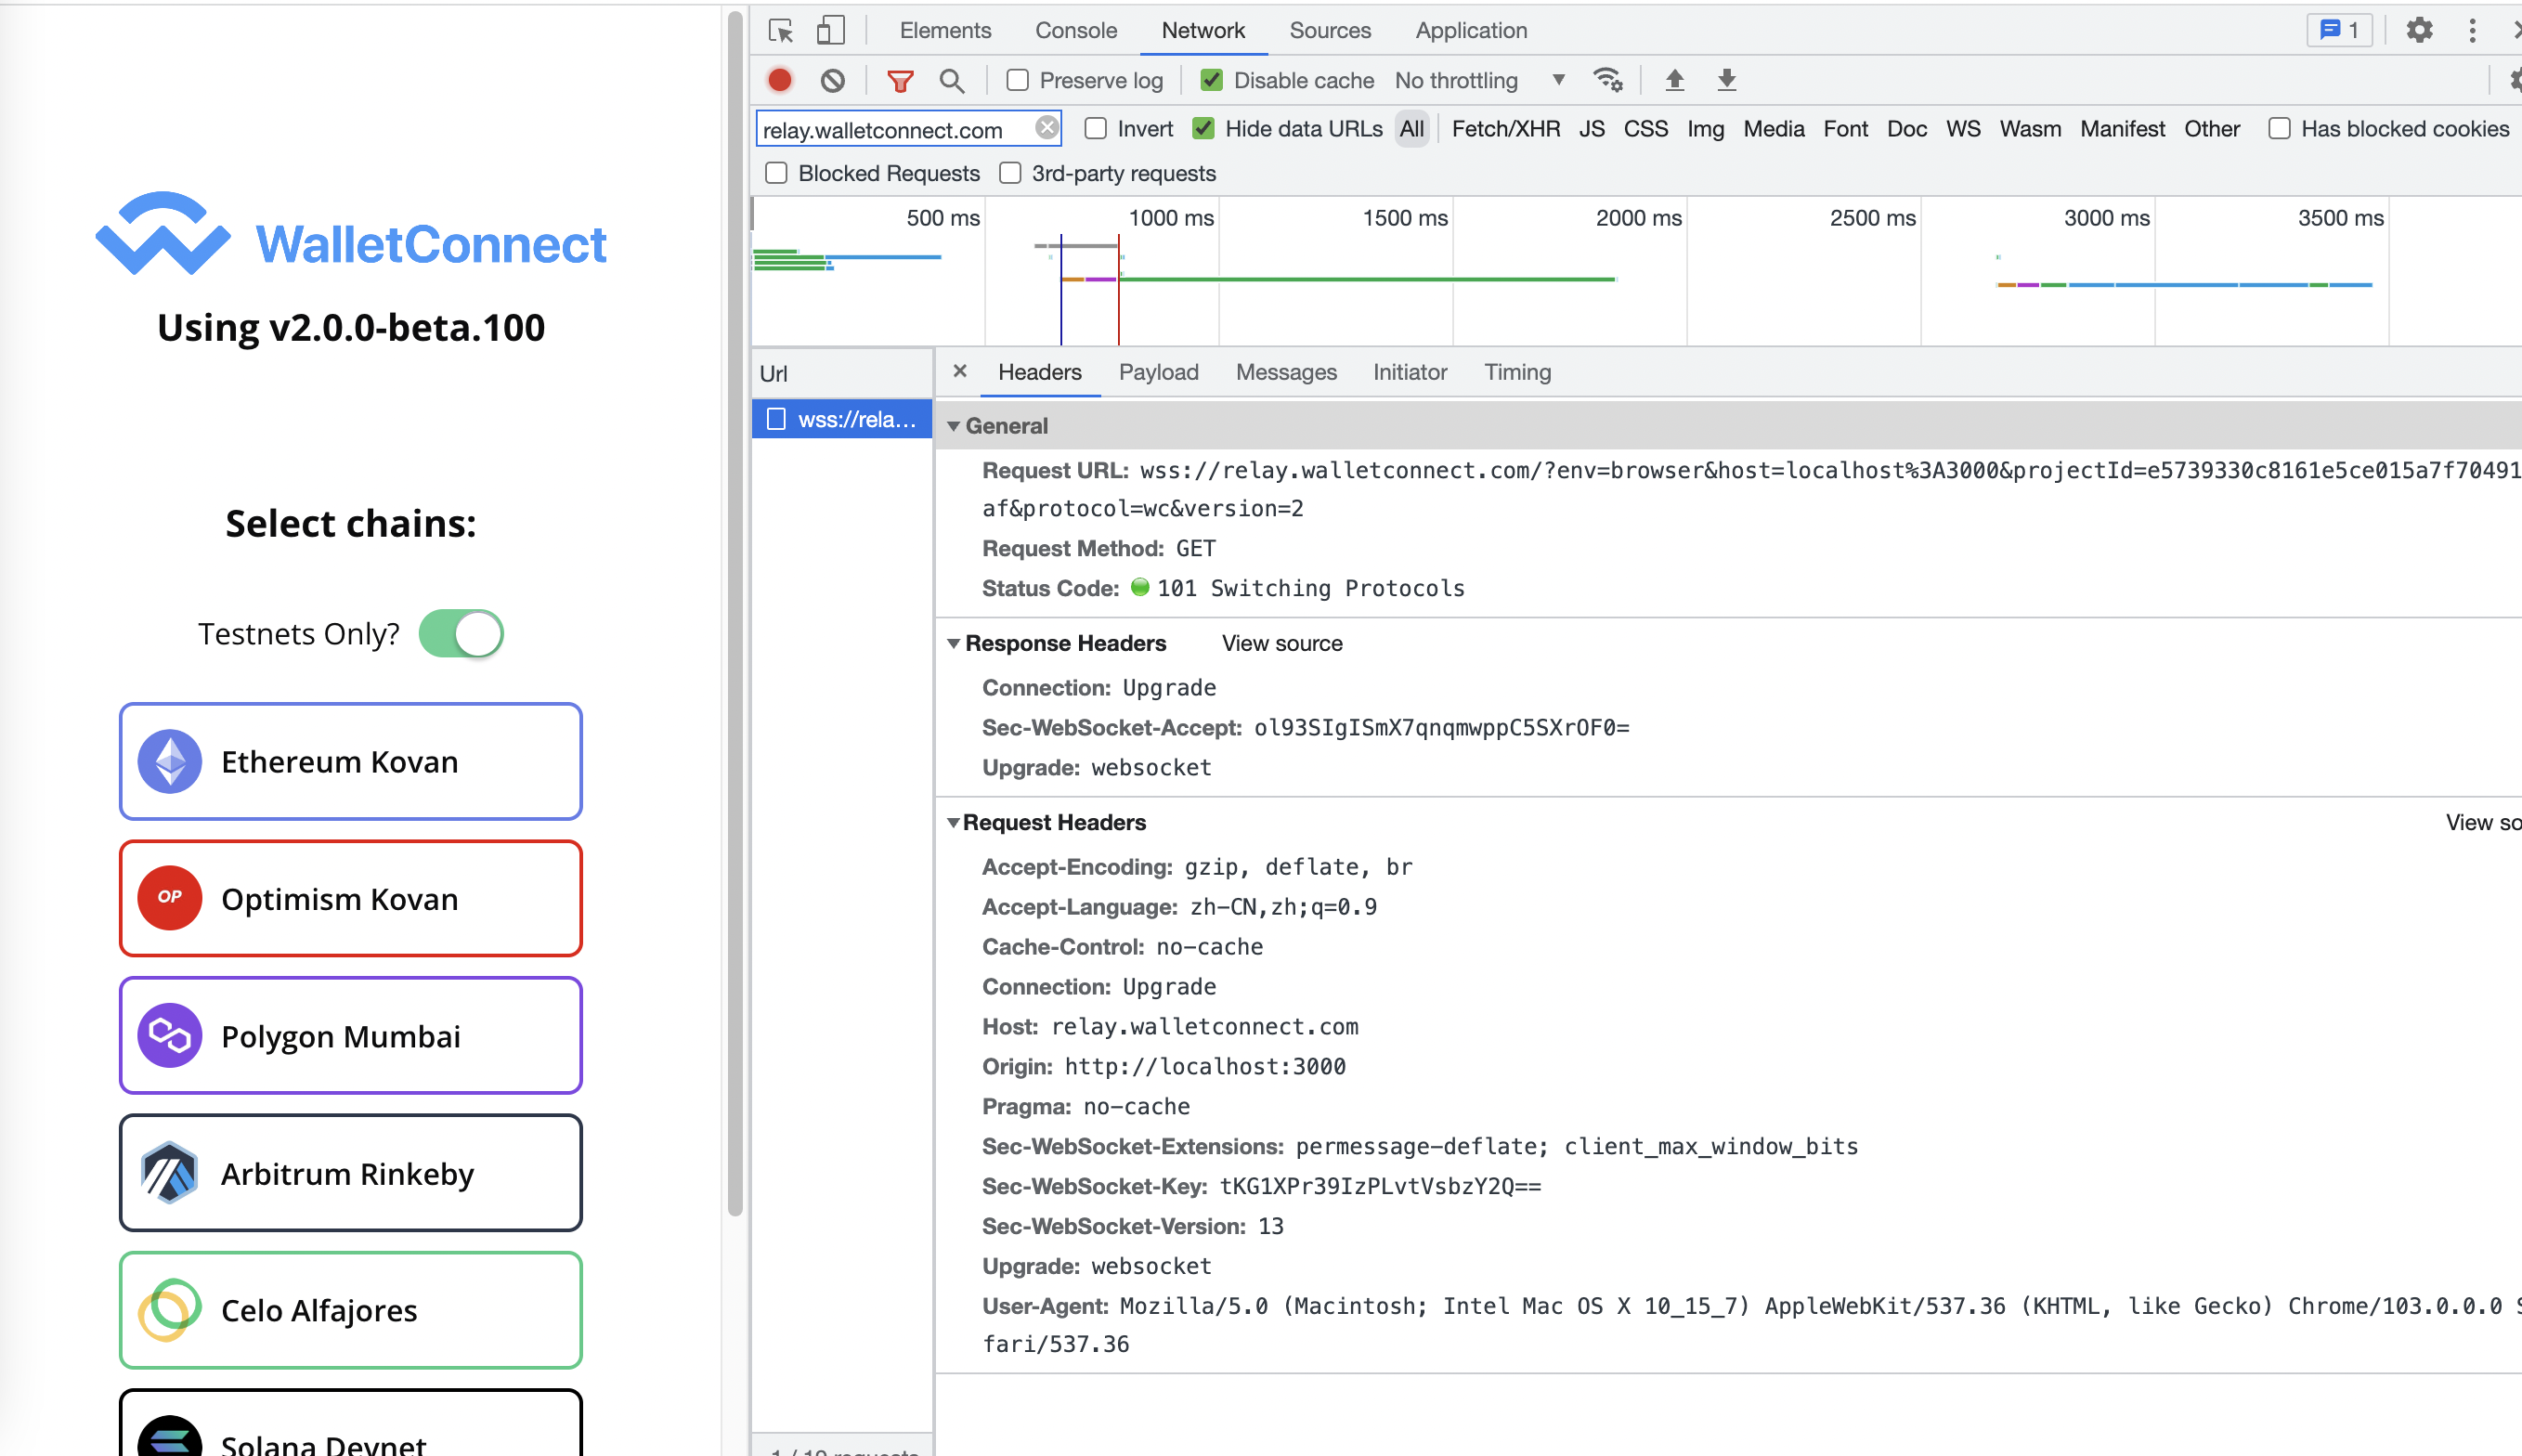 WalletConnect
Using v2.0.0-beta.100
Select chains:
Testnets Only?
Ethereum Kovan
OP
Optimism Kovan
Polygon Mumbai
Arbitrum Rinkeby
Celo Alfajores
Solana Devnet
Elements Console Network Sources Application 1
Preserve log Disable cache No throttling
relay.walletconnect.com Invert Hide data URLs All Fetch/XHR JS CSS Img Media Font Doc WS Wasm Manifest Other Has blocked cookies
Blocked Requests 3rd-party requests
500 ms 1000 ms 1500 ms 2000 ms 2500 ms 3000 ms 3500 ms
Url
wss://rela…
Headers Payload Messages Initiator Timing
General
Request URL: wss://relay.walletconnect.com/?env=browser&host=localhost%3A3000&projectId=e5739330c8161e5ce015a7f70491
af&protocol=wc&version=2
Request Method: GET
Status Code: 101 Switching Protocols
Response Headers View source
Connection: Upgrade
Sec-WebSocket-Accept: ol93SIgISmX7qnqmwppC5SXrOF0=
Upgrade: websocket
Request Headers View so
Accept-Encoding: gzip, deflate, br
Accept-Language: zh-CN,zh;q=0.9
Cache-Control: no-cache
Connection: Upgrade
Host: relay.walletconnect.com
Origin: http://localhost:3000
Pragma: no-cache
Sec-WebSocket-Extensions: permessage-deflate; client_max_window_bits
Sec-WebSocket-Key: tKG1XPr39IzPLvtVsbzY2Q==
Sec-WebSocket-Version: 13
Upgrade: websocket
User-Agent: Mozilla/5.0 (Macintosh; Intel Mac OS X 10_15_7) AppleWebKit/537.36 (KHTML, like Gecko) Chrome/103.0.0.0 S
fari/537.36